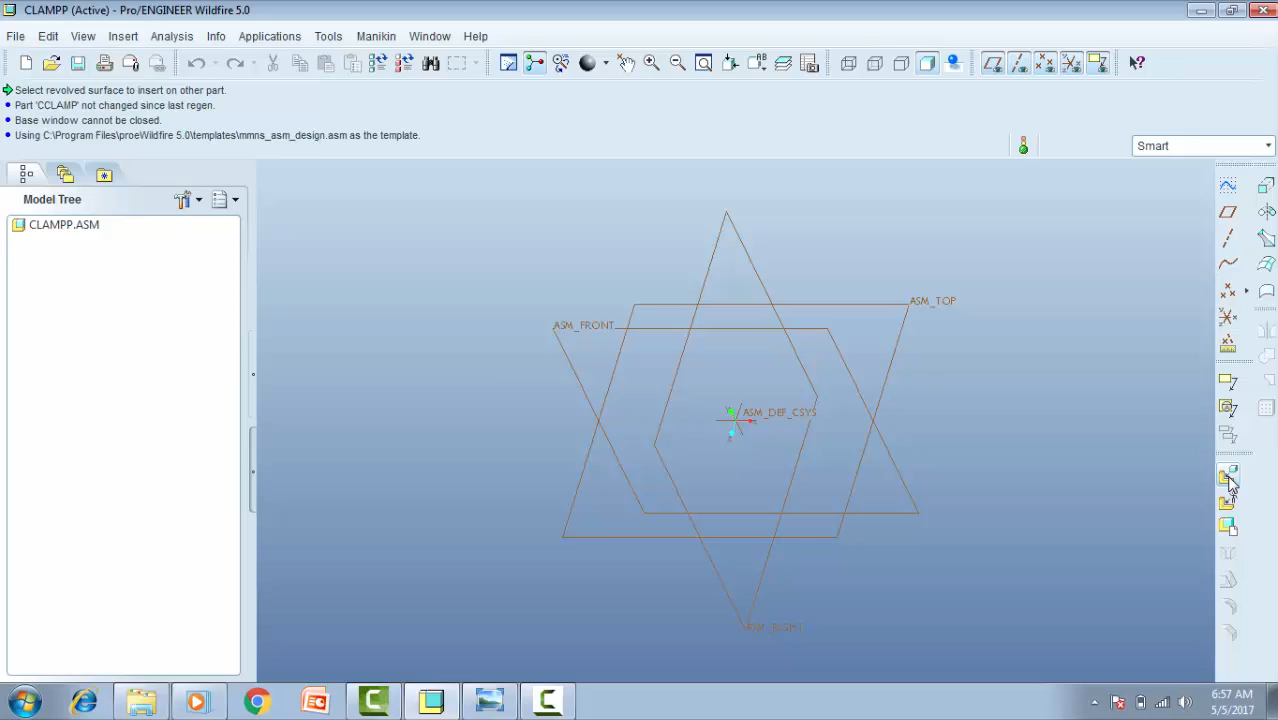 CLAMPP (Active) - Pro/ENGINEER Wildfire 5.0
File Edit View Insert Analysis Info Applications Tools Manikin Window Help
Select revolved surface to insert on other part.
Part 'CCLAMP' not changed since last regen.
Base window cannot be closed.
Using C:\Program Files\proeWildfire 5.0\templates\mmns_asm_design.asm as the template.
Smart
Model Tree
CLAMPP.ASM
ASM_TOP
ASM_FRONT
ASM_DEF_CSYS
ASM_RIGHT
6:57 AM
5/5/2017